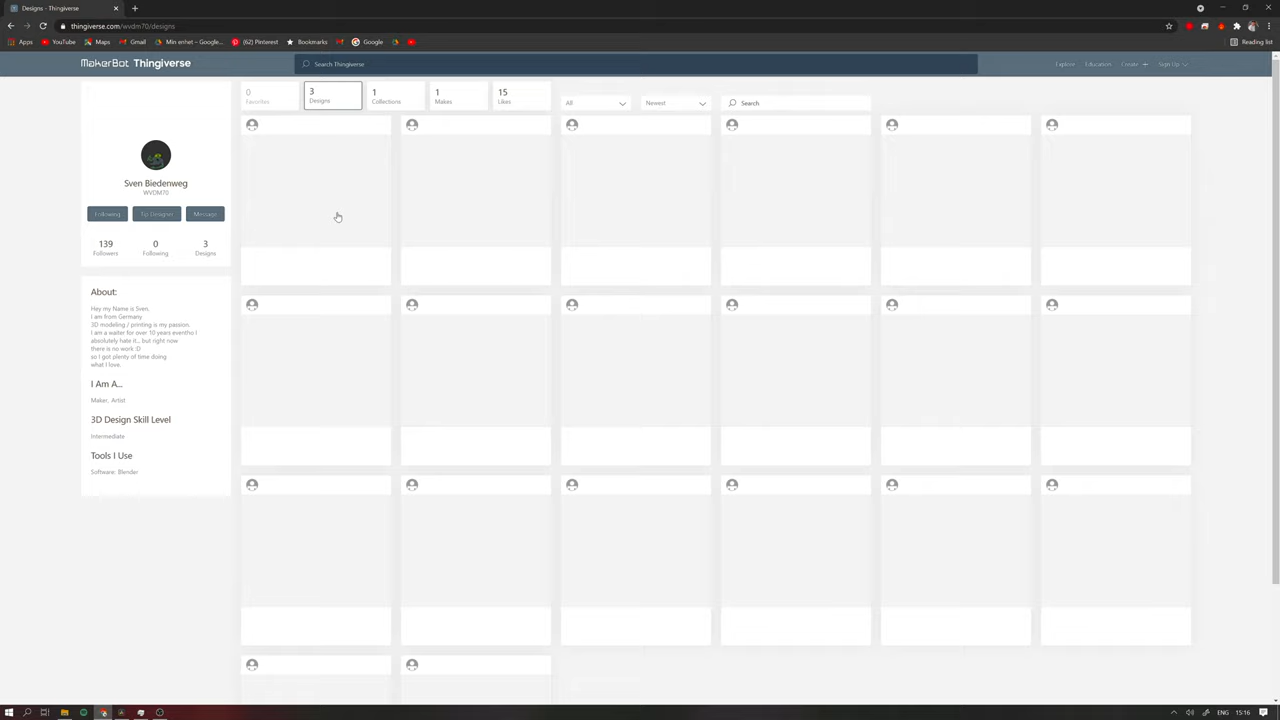 Designs - Thingiverse
thingiverse.com/wvdm70/designs
Apps YouTube Maps Gmail Min enhet – Google... (62) Pinterest Bookmarks Google Reading list
MakerBot Thingiverse Search Thingiverse Explore Education Create Sign Up
0
Favorites
3
Designs
1
Collections
1
Makes
15
Likes
All
Newest
Search
Sven Biedenweg
WVDM70
Following Tip Designer Message
139 0 3
Followers Following Designs
About:
Hey my Name is Sven,
I am from Germany
3D modeling / printing is my passion.
I am a waiter for over 10 years eventho I
absolutely hate it... but right now
there is no work :D
so I got plenty of time doing
what I love.
I Am A...
Maker, Artist
3D Design Skill Level
Intermediate
Tools I Use
Software: Blender
ENG 15:16